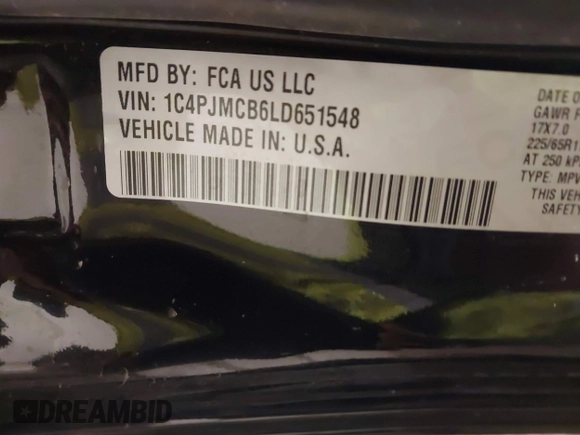 MFD BY: FCA US LLC
VIN: 1C4PJMCB6LD651548
VEHICLE MADE IN: U.S.A.
DATE O
GAWR F
17X7.0
225/65R1
AT 250 kP
TYPE: MPV
THIS VEH
SAFETY
DREAMBID